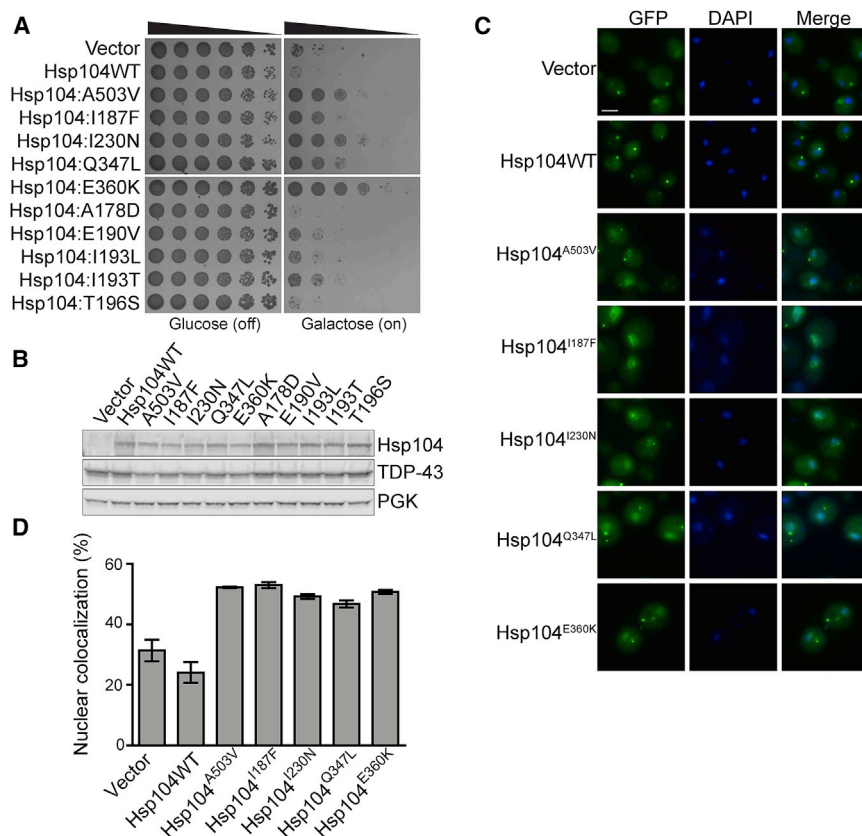 A
Vector
Hsp104WT
Hsp104:A503V
Hsp104:I187F
Hsp104:I230N
Hsp104:Q347L
Hsp104:E360K
Hsp104:A178D
Hsp104:E190V
Hsp104:I193L
Hsp104:I193T
Hsp104:T196S
Glucose (off)
Galactose (on)
B
Vector
Hsp104WT
A503V
I187F
I230N
Q347L
E360K
A178D
E190V
I193L
I193T
T196S
Hsp104
TDP-43
PGK
C
GFP
DAPI
Merge
Vector
Hsp104WT
Hsp104A503V
Hsp104I187F
Hsp104I230N
Hsp104Q347L
Hsp104E360K
D
Nuclear colocalization (%)
60
40
20
0
Vector
Hsp104WT
Hsp104A503V
Hsp104I187F
Hsp104I230N
Hsp104Q347L
Hsp104E360K